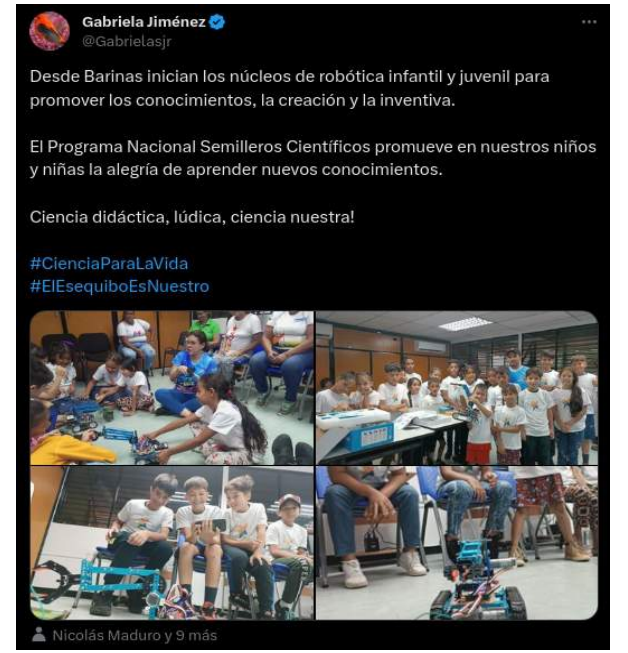 Gabriela Jiménez
@Gabrielasjr
Desde Barinas inician los núcleos de robótica infantil y juvenil para
promover los conocimientos, la creación y la inventiva.
El Programa Nacional Semilleros Científicos promueve en nuestros niños
y niñas la alegría de aprender nuevos conocimientos.
Ciencia didáctica, lúdica, ciencia nuestra!
#CienciaParaLaVida
#ElEsequiboEsNuestro
Nicolás Maduro y 9 más